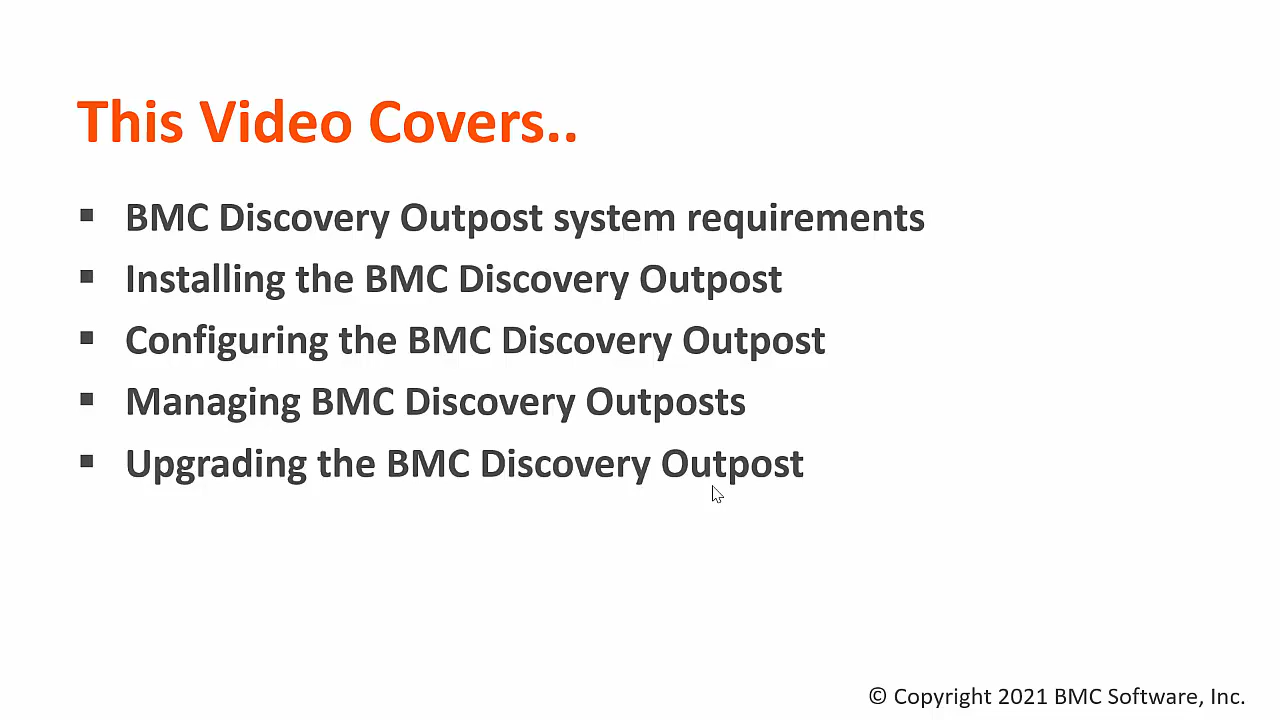 This Video Covers..
▪ BMC Discovery Outpost system requirements
▪ Installing the BMC Discovery Outpost
▪ Configuring the BMC Discovery Outpost
▪ Managing BMC Discovery Outposts
▪ Upgrading the BMC Discovery Outpost
© Copyright 2021 BMC Software, Inc.